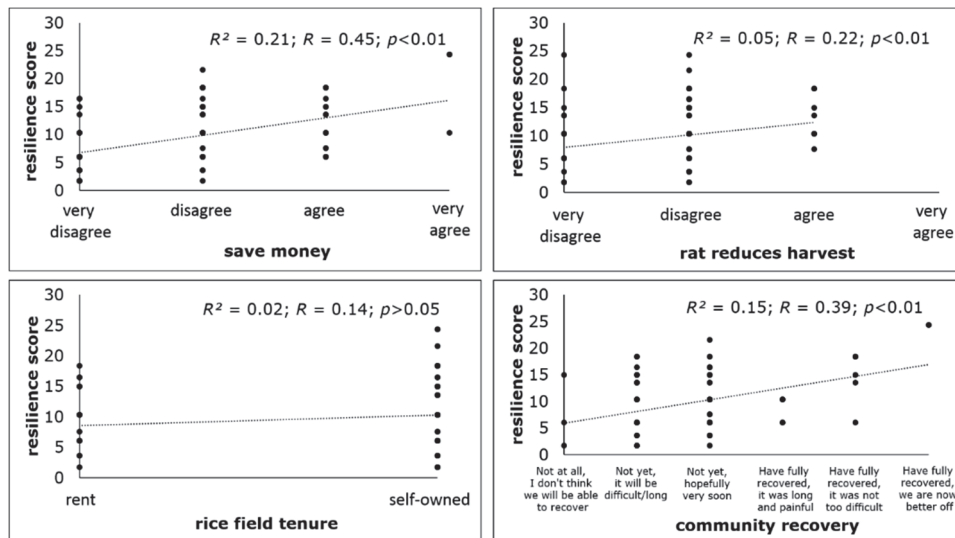 30
R² = 0.21; R = 0.45; p<0.01
25
20
15
10
5
0
resilience score
very disagree
disagree
agree
very agree
save money
30
R² = 0.05; R = 0.22; p<0.01
25
20
15
10
5
0
resilience score
very disagree
disagree
agree
very agree
rat reduces harvest
30
R² = 0.02; R = 0.14; p>0.05
25
20
15
10
5
0
resilience score
rent
self-owned
rice field tenure
30
R² = 0.15; R = 0.39; p<0.01
25
20
15
10
5
0
resilience score
Not at all,
I don't think
we will be able
to recover
Not yet,
it will be
difficult/long
Not yet,
hopefully
very soon
Have fully
recovered,
it was long
and painful
Have fully
recovered,
it was not
too difficult
Have fully
recovered,
we are now
better off
community recovery